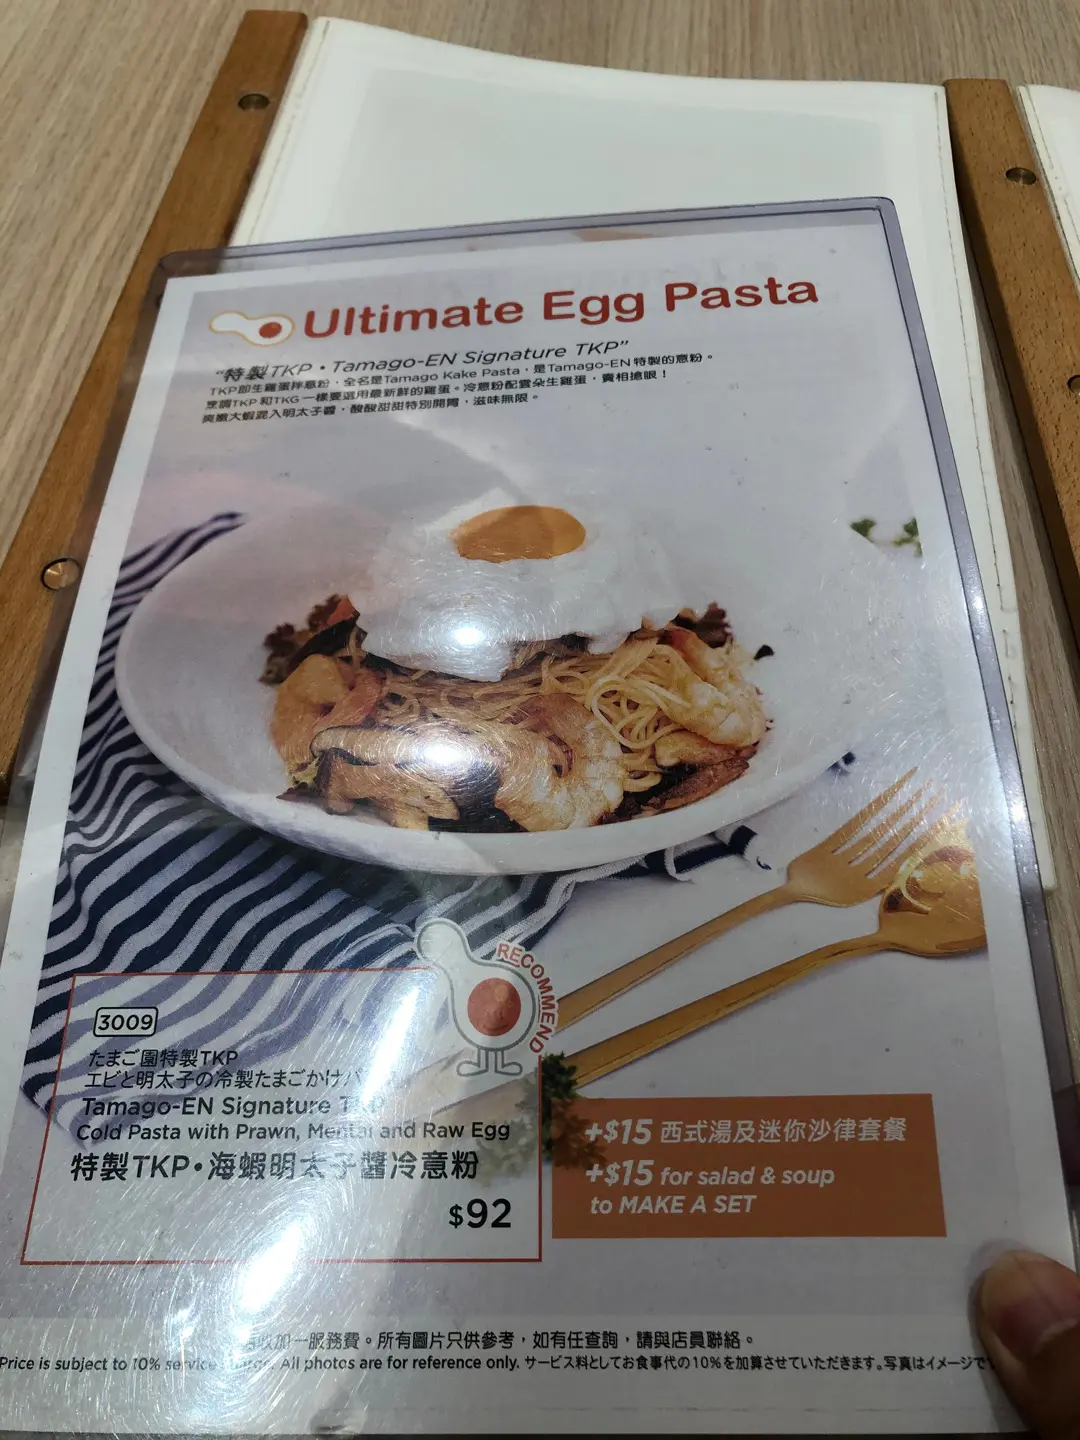 Ultimate Egg Pasta
“特製TKP・Tamago-EN Signature TKP”
TKP即生雞蛋拌意粉，全名是Tamago Kake Pasta，是Tamago-EN特製的意粉。
烹調TKP和TKG一樣要選用最新鮮的雞蛋。冷意粉配雲朵生雞蛋，賣相搶眼！
爽嫩大蝦混入明太子醬，酸酸甜甜特別開胃，滋味無限。
RECOMMEND
3009
たまご園特製TKP
エビと明太子の冷製たまごかけパ
Tamago-EN Signature TKP
Cold Pasta with Prawn, Mentai and Raw Egg
特製TKP・海蝦明太子醬冷意粉
$92
+$15 西式湯及迷你沙律套餐
+$15 for salad & soup
to MAKE A SET
加一服務費。所有圖片只供參考，如有任查詢，請與店員聯絡。
Price is subject to 10% service charge. All photos are for reference only. サービス料としてお食事代の10%を加算させていただきます。写真はイメージで